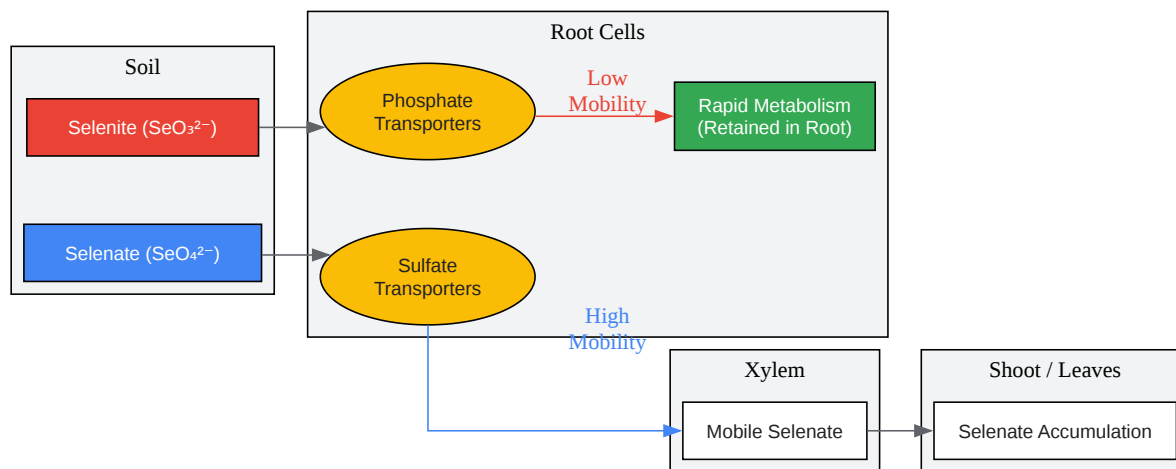 Root Cells
Soil
Selenite (SeO₃²⁻)
Phosphate
Transporters
Low
Mobility
Rapid Metabolism
(Retained in Root)
Selenate (SeO₄²⁻)
Sulfate
Transporters
High
Mobility
Xylem
Mobile Selenate
Shoot / Leaves
Selenate Accumulation